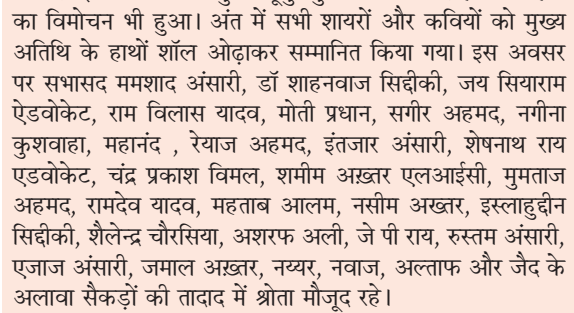 का विमोचन भी हुआ। अंत में सभी शायरों और कवियों को मुख्य
अतिथि के हाथों शॉल ओढ़ाकर सम्मानित किया गया। इस अवसर
पर सभासद ममशाद अंसारी, डॉ शाहनवाज सिद्दीकी, जय सियाराम
ऐडवोकेट, राम विलास यादव, मोती प्रधान, सगीर अहमद, नगीना
कुशवाहा, महानंद , रेयाज अहमद, इंतजार अंसारी, शेषनाथ राय
एडवोकेट, चंद्र प्रकाश विमल, शमीम अख़्तर एलआईसी, मुमताज
अहमद, रामदेव यादव, महताब आलम, नसीम अख्तर, इस्लाहुद्दीन
सिद्दीकी, शैलेन्द्र चौरसिया, अशरफ अली, जे पी राय, रुस्तम अंसारी,
एजाज अंसारी, जमाल अख़्तर, नय्यर, नवाज, अल्ताफ और जैद के
अलावा सैकड़ों की तादाद में श्रोता मौजूद रहे।